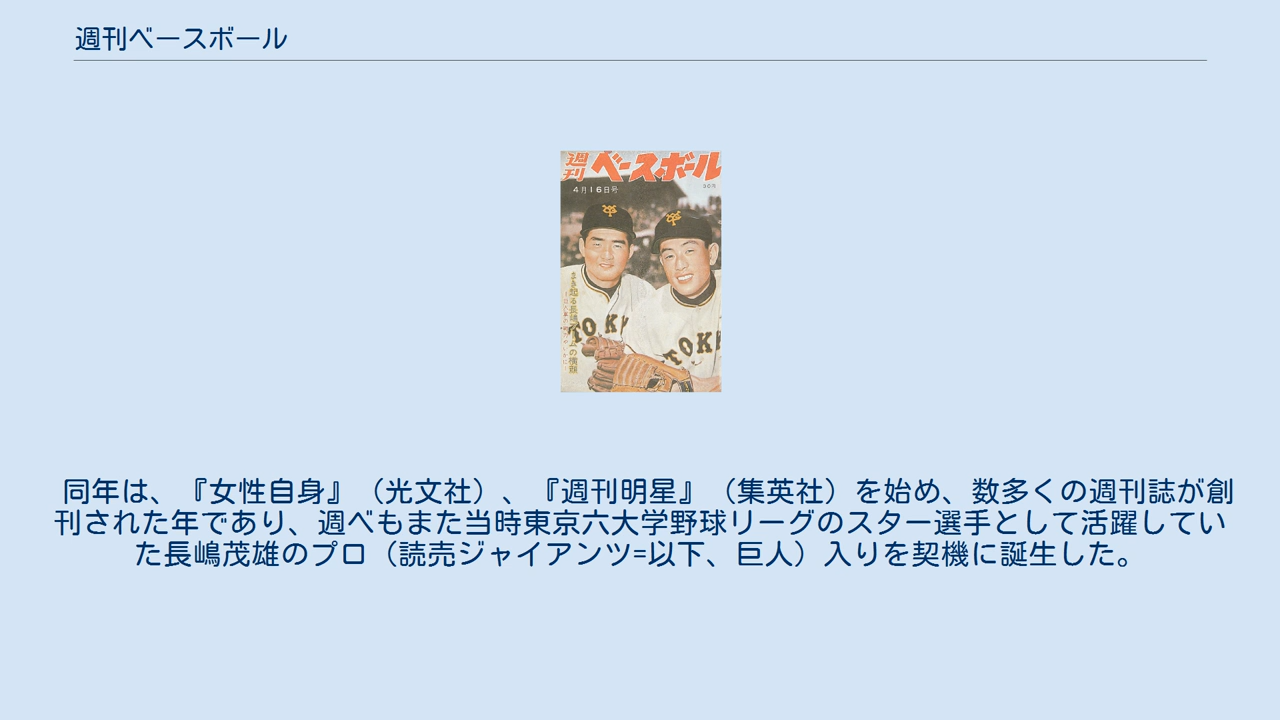 週刊ベースボール
週刊 ベースボール
4月16日号
TOKY
TOKY
同年は、『女性自身』（光文社）、『週刊明星』（集英社）を始め、数多くの週刊誌が創
刊された年であり、週べもまた当時東京六大学野球リーグのスター選手として活躍してい
た長嶋茂雄のプロ（読売ジャイアンツ=以下、巨人）入りを契機に誕生した。